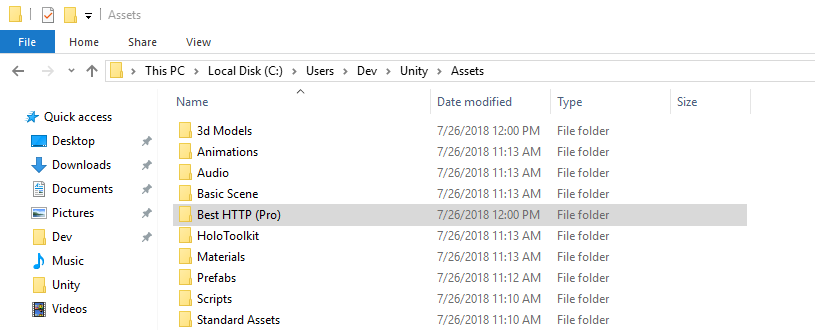 Assets
File Home Share View
This PC Local Disk (C:) Users Dev Unity Assets
Name Date modified Type Size
Quick access
Desktop
Downloads
Documents
Pictures
Dev
Music
Unity
Videos
3d Models 7/26/2018 12:00 PM File folder
Animations 7/26/2018 11:13 AM File folder
Audio 7/26/2018 11:13 AM File folder
Basic Scene 7/26/2018 11:13 AM File folder
Best HTTP (Pro) 7/26/2018 12:00 PM File folder
HoloToolkit 7/26/2018 11:13 AM File folder
Materials 7/26/2018 11:13 AM File folder
Prefabs 7/26/2018 11:12 AM File folder
Scripts 7/26/2018 11:10 AM File folder
Standard Assets 7/26/2018 11:10 AM File folder